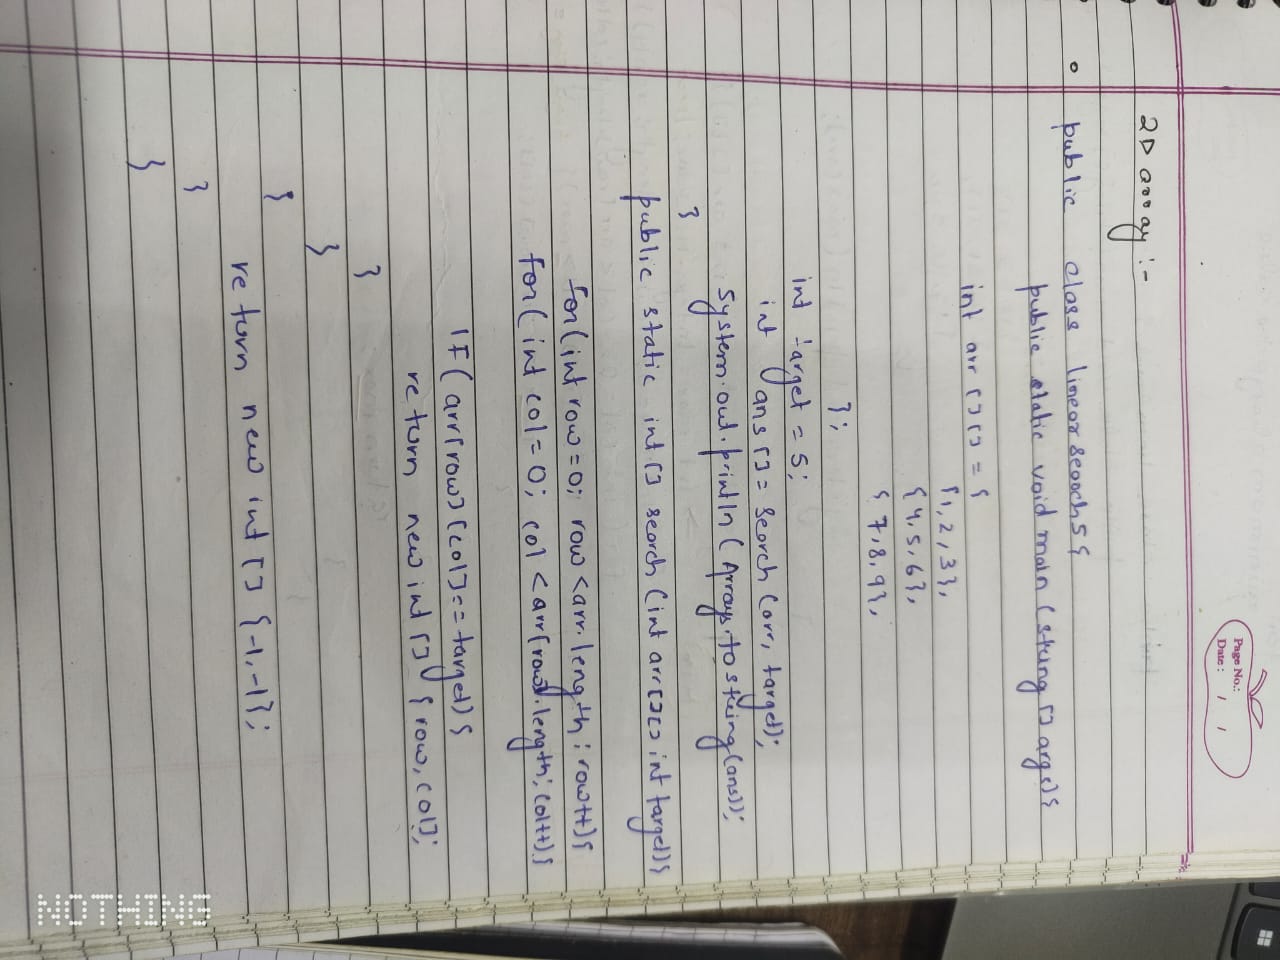 Page No.:
Date: / /
2D array :-
public class linearsearch5{
public static void main (string [] args){
int arr [][] = {
{1,2,3},
{4,5,6},
{7,8,9},
};
int target = 5;
int ans [] = search (arr, target);
System.out.println (Arrays.to string(ans));
}
public static int [] search (int arr[][] int target){
for(int row=0; row<arr.length; row++){
for(int col=0; col<arr[row].length; col++){
IF(arr[row][col]==target){
return new int [] {row, col};
}
}
}
return new int [] {-1,-1};
}
}
NOTHING